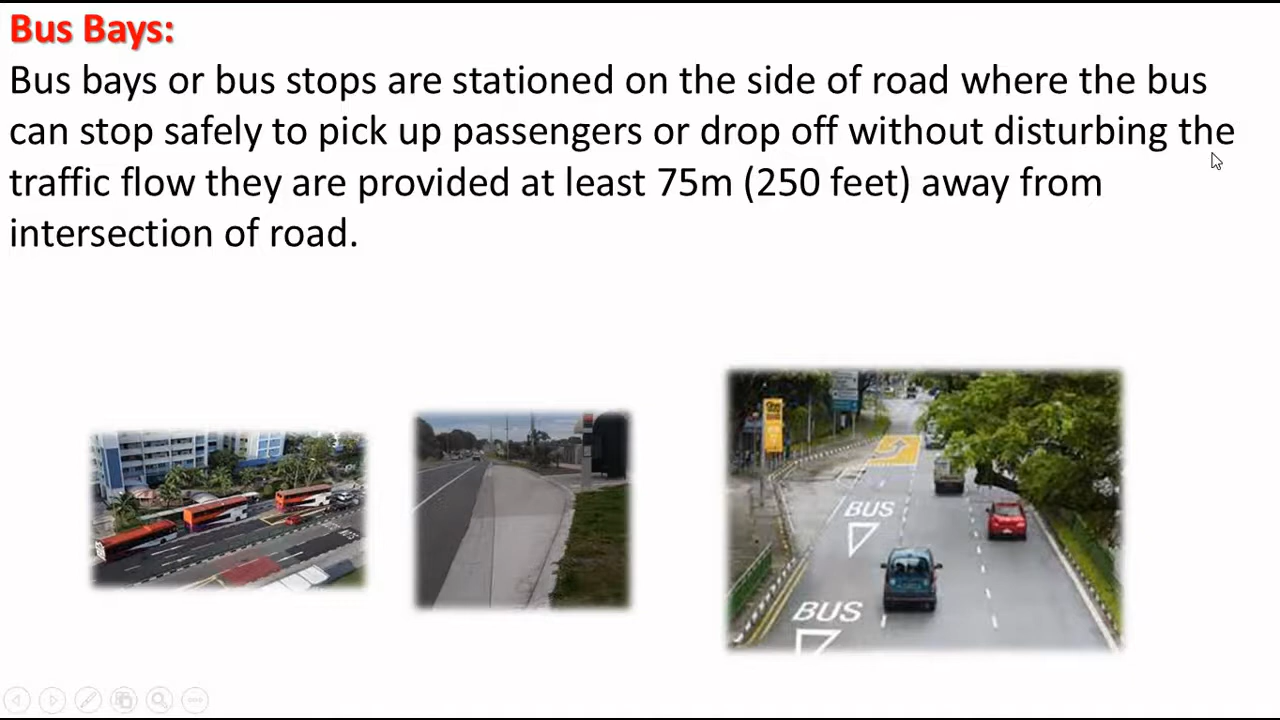 Bus Bays:
Bus bays or bus stops are stationed on the side of road where the bus
can stop safely to pick up passengers or drop off without disturbing the
traffic flow they are provided at least 75m (250 feet) away from
intersection of road.
BUS
BUS